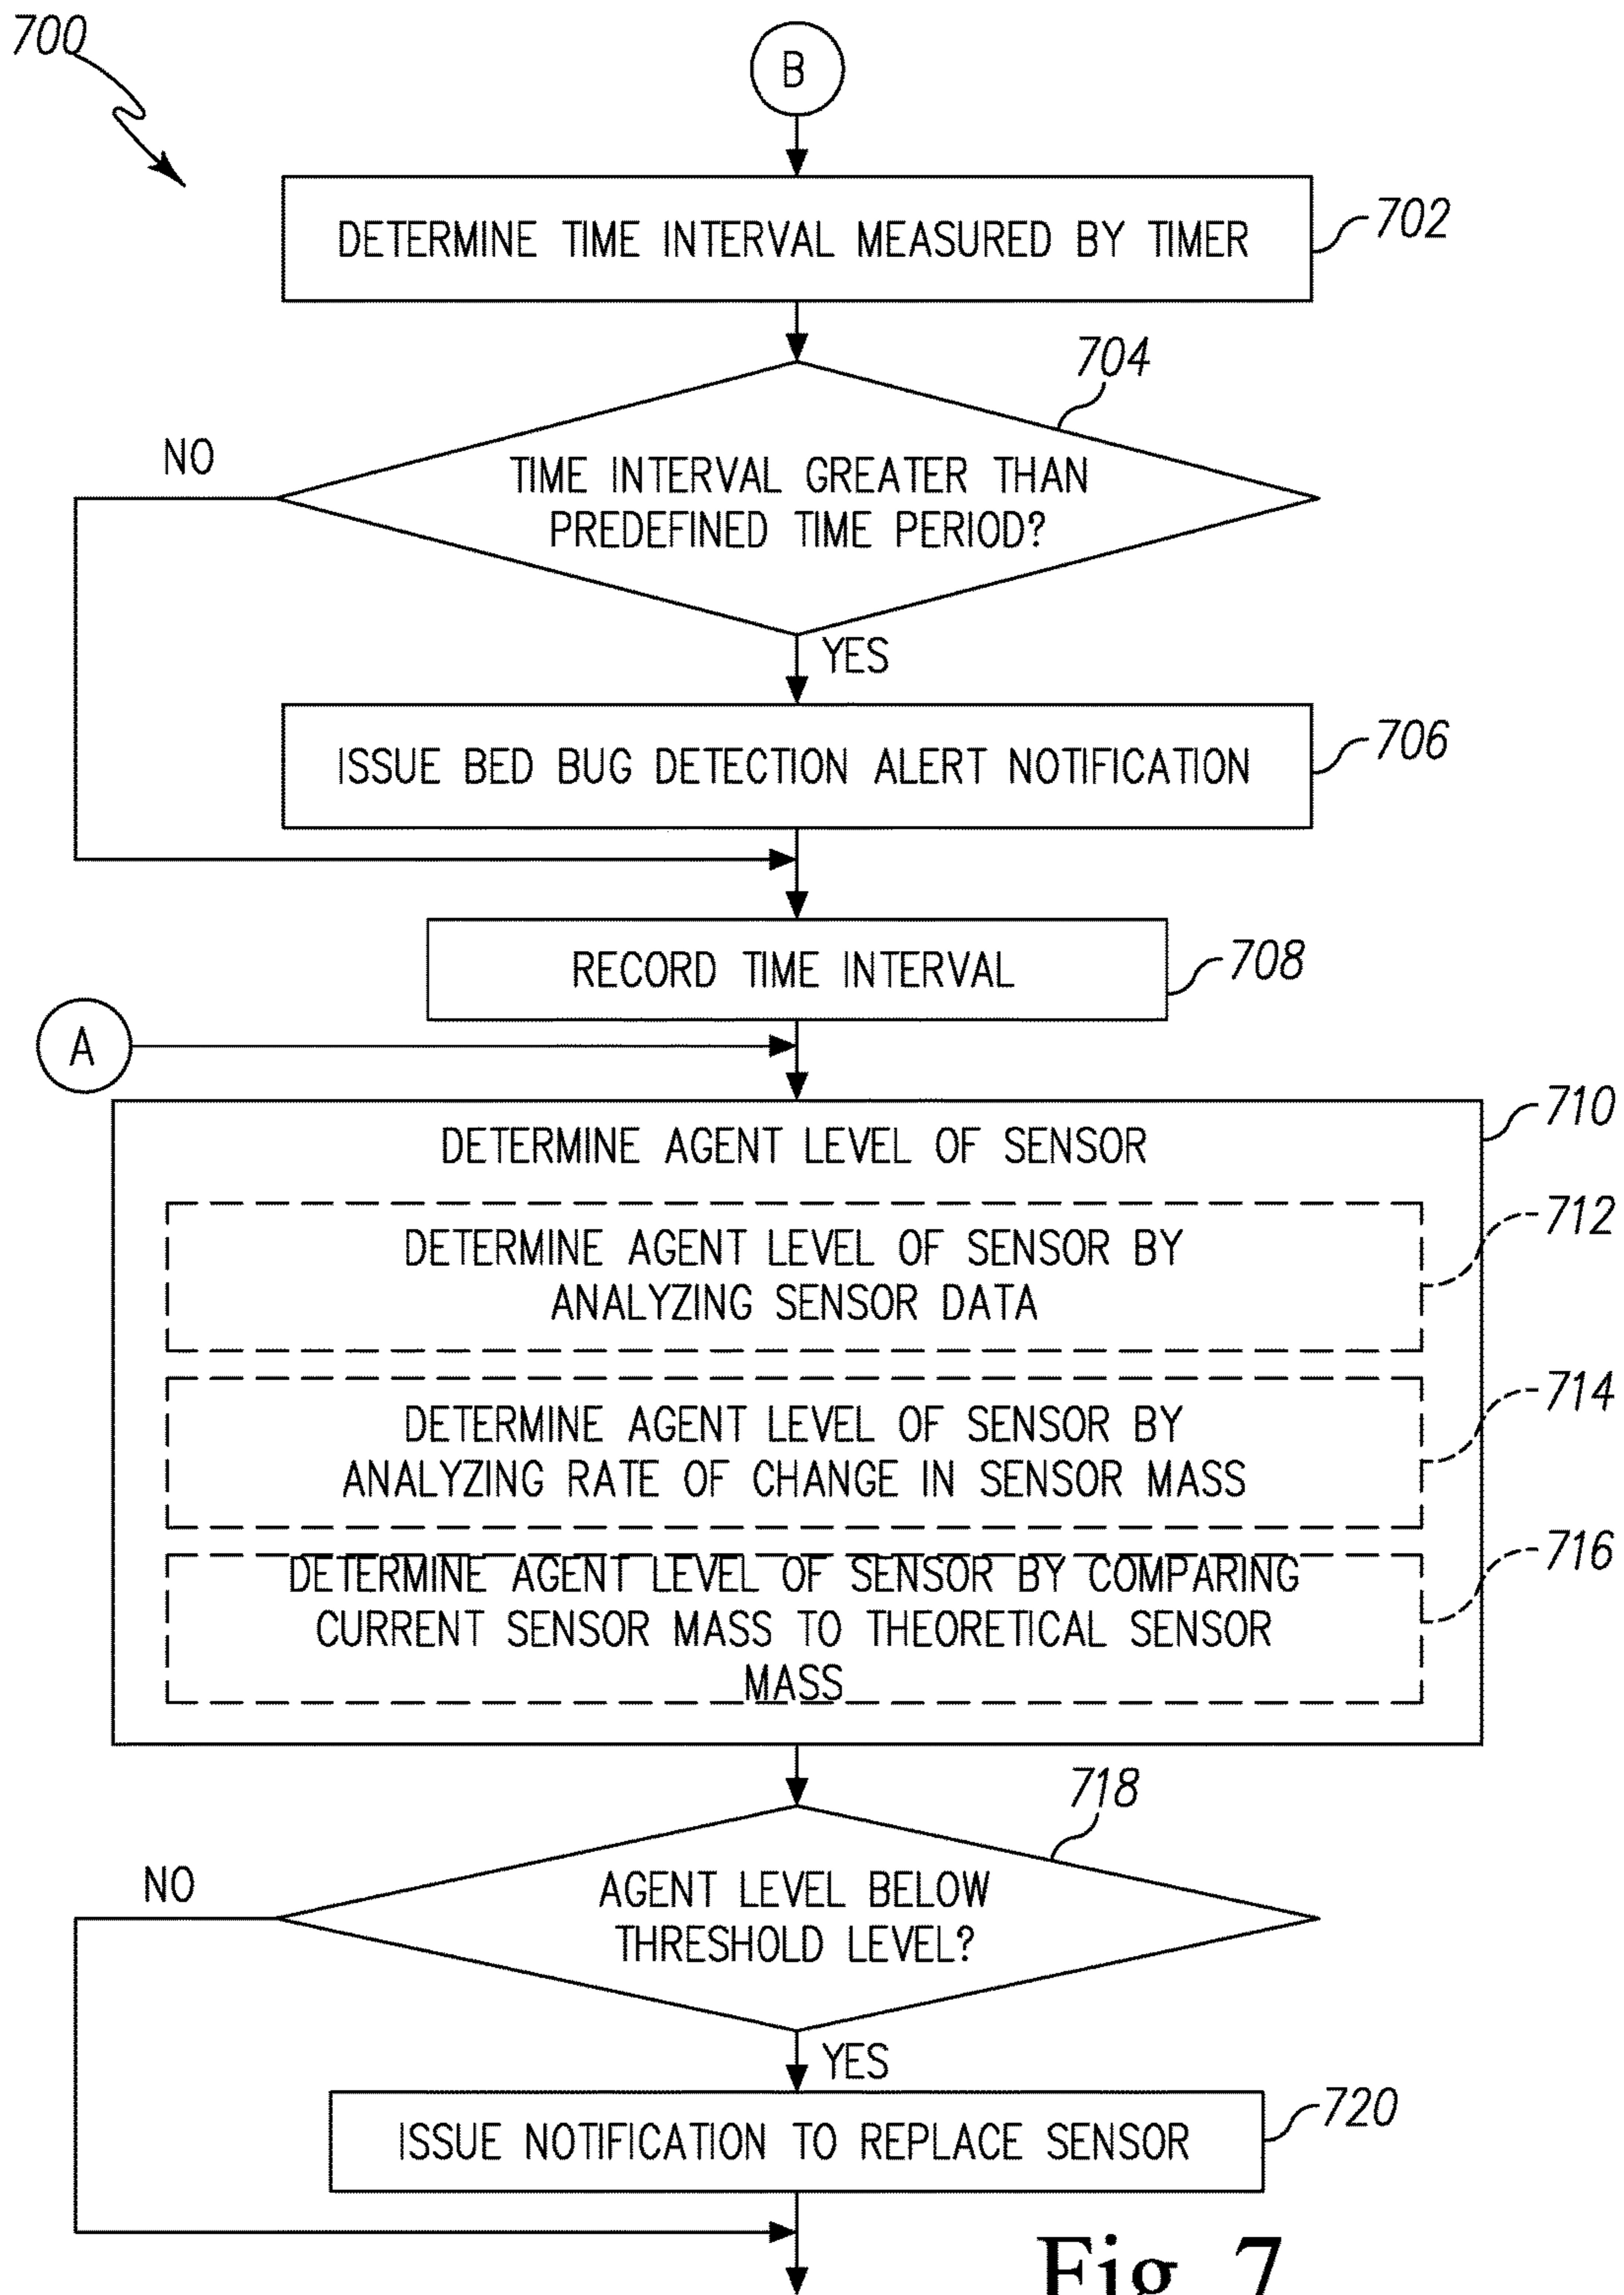 700
B
DETERMINE TIME INTERVAL MEASURED BY TIMER
702
704
NO
TIME INTERVAL GREATER THAN
PREDEFINED TIME PERIOD?
YES
ISSUE BED BUG DETECTION ALERT NOTIFICATION
706
RECORD TIME INTERVAL
708
A
710
DETERMINE AGENT LEVEL OF SENSOR
712
DETERMINE AGENT LEVEL OF SENSOR BY
ANALYZING SENSOR DATA
714
DETERMINE AGENT LEVEL OF SENSOR BY
ANALYZING RATE OF CHANGE IN SENSOR MASS
716
DETERMINE AGENT LEVEL OF SENSOR BY COMPARING
CURRENT SENSOR MASS TO THEORETICAL SENSOR
MASS
718
NO
AGENT LEVEL BELOW
THRESHOLD LEVEL?
YES
ISSUE NOTIFICATION TO REPLACE SENSOR
720
Fig. 7